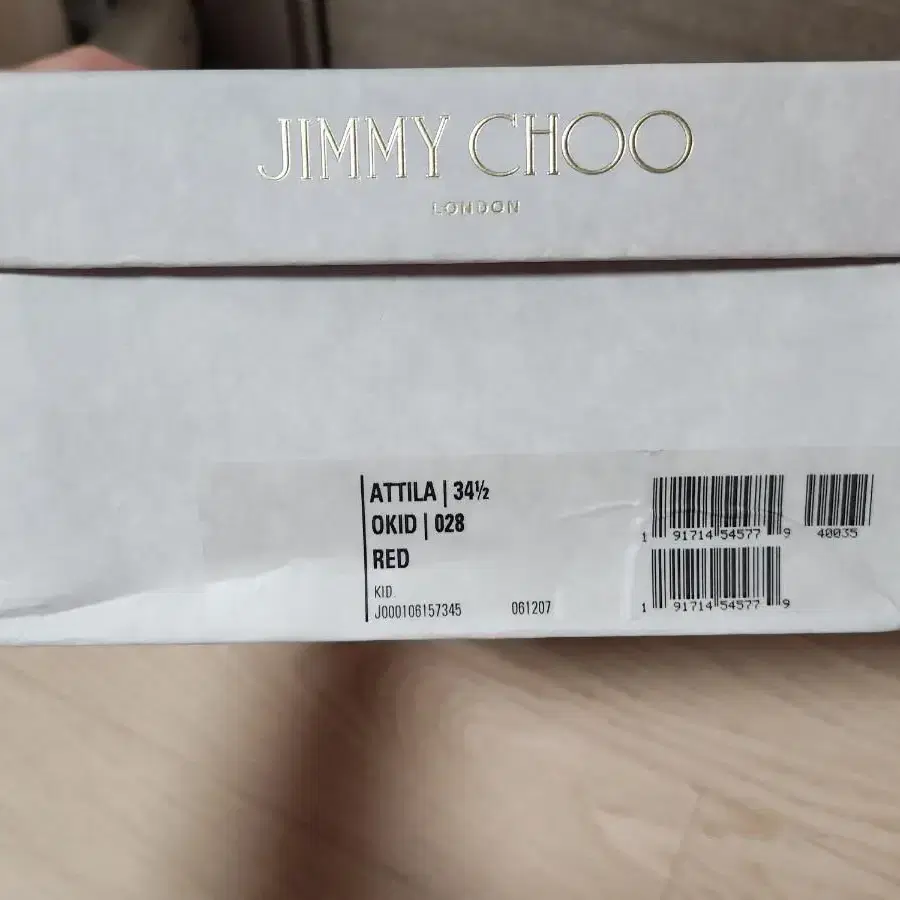 JIMMY CHOO
LONDON
ATTILA | 34½
OKID | 028
RED
KID.
J000106157345 061207
1 91714 54577 9 40035
1 91714 54577 9